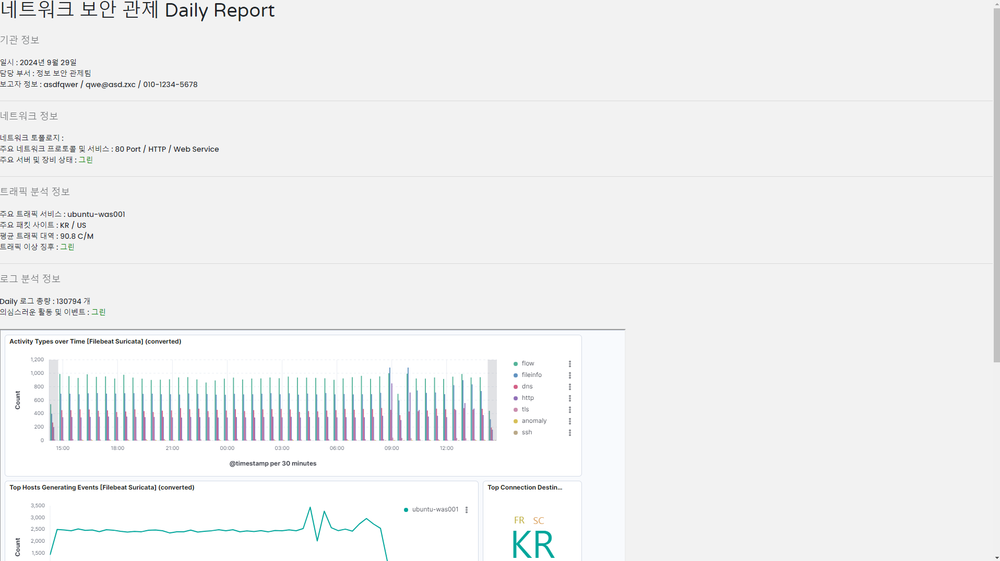 네트워크 보안 관제 Daily Report
기관 정보
일시 : 2024년 9월 29일
담당 부서 : 정보 보안 관제팀
보고자 정보 : asdfqwer / qwe@asd.zxc / 010-1234-5678
네트워크 정보
네트워크 토폴로지 :
주요 네트워크 프로토콜 및 서비스 : 80 Port / HTTP / Web Service
주요 서버 및 장비 상태 : 그린
트래픽 분석 정보
주요 트래픽 서비스 : ubuntu-was001
주요 패킷 사이트 : KR / US
평균 트래픽 대역 : 90.8 C/M
트래픽 이상 징후 : 그린
로그 분석 정보
Daily 로그 총량 : 130794 개
의심스러운 활동 및 이벤트 : 그린
Activity Types over Time [Filebeat Suricata] (converted)
Count
1,200
1,000
800
600
400
200
0
15:00 18:00 21:00 00:00 03:00 06:00 09:00 12:00
@timestamp per 30 minutes
flow
fileinfo
dns
http
tls
anomaly
ssh
Top Hosts Generating Events [Filebeat Suricata] (converted)
Count
3,500
3,000
2,500
2,000
1,500
ubuntu-was001
Top Connection Destin...
FR SC
KR